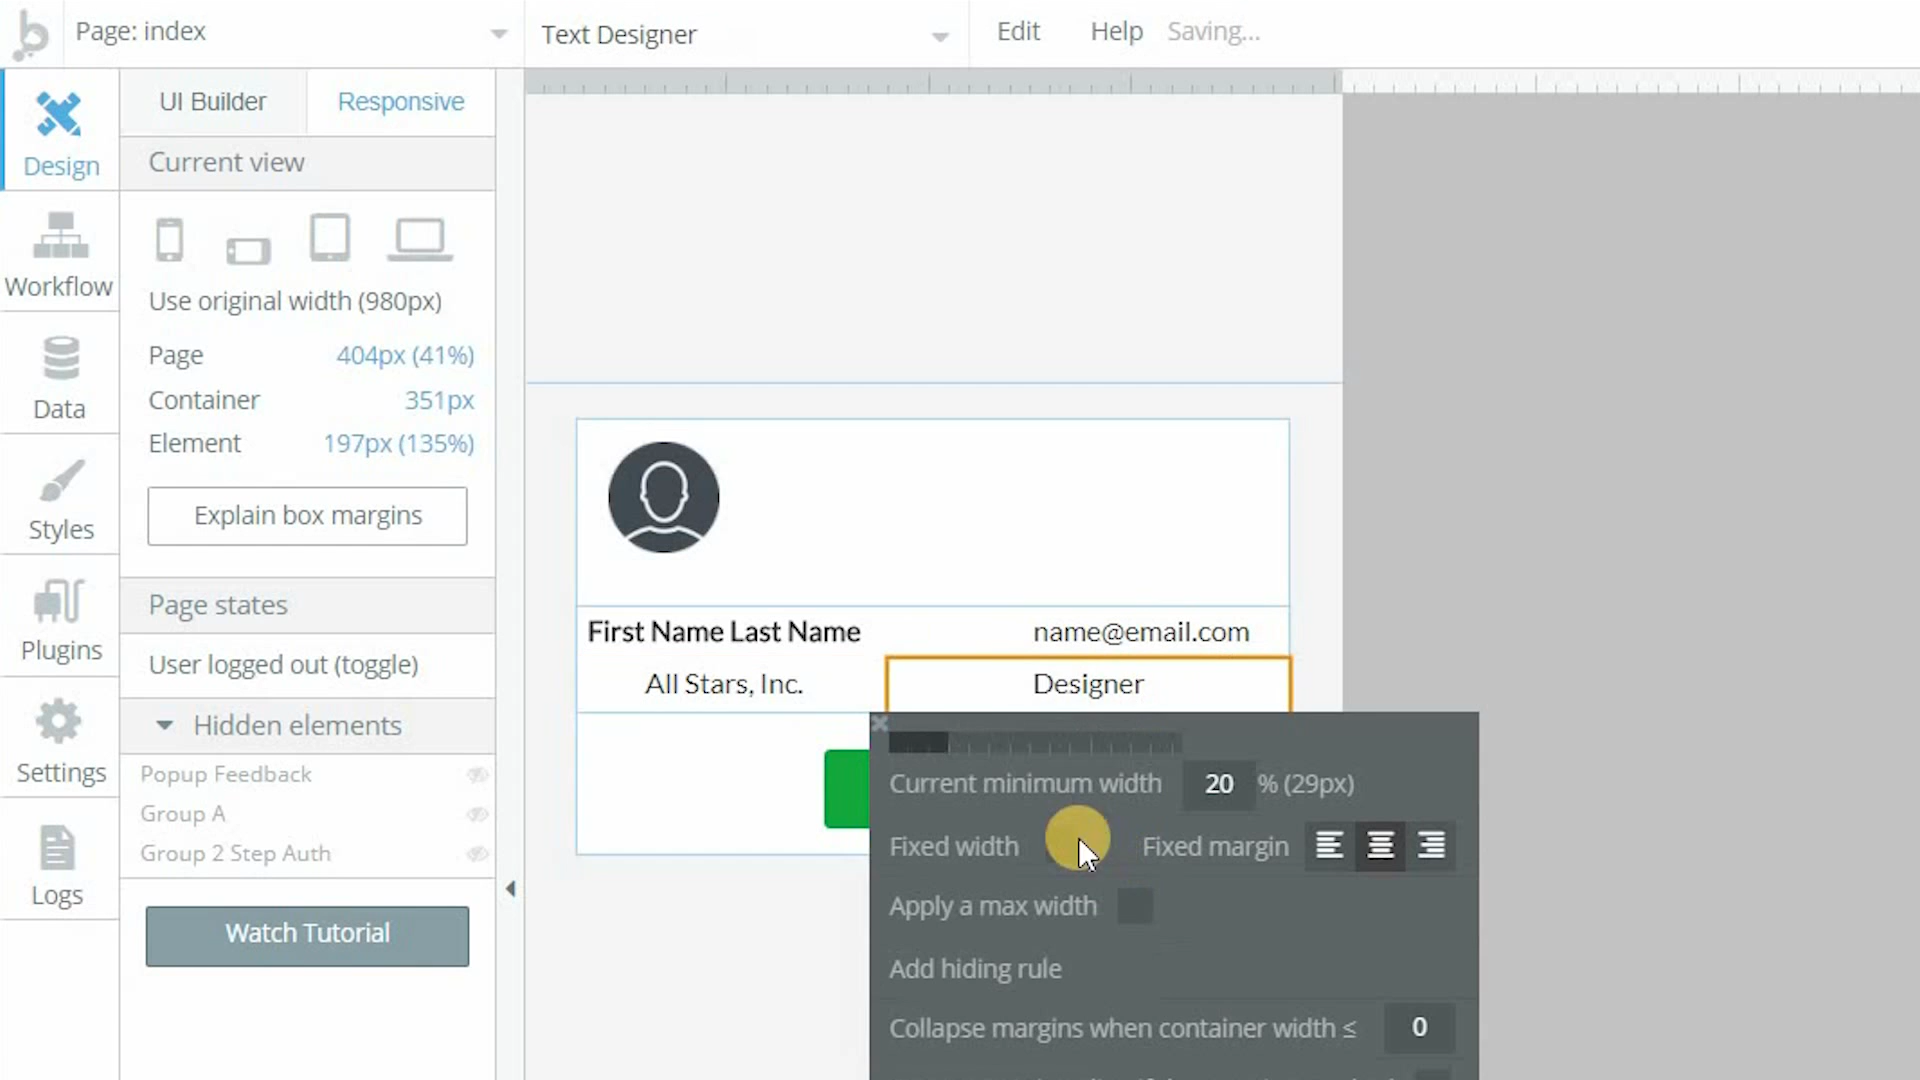 Page: index
Text Designer
Edit
Help
Saving...
UI Builder
Responsive
Design
Current view
Workflow
Use original width (980px)
Page 404px (41%)
Container 351px
Element 197px (135%)
Data
Explain box margins
Styles
Page states
Plugins
User logged out (toggle)
Hidden elements
Settings
Popup Feedback
Group A
Group 2 Step Auth
Logs
Watch Tutorial
First Name Last Name
name@email.com
All Stars, Inc.
Designer
Current minimum width 20 % (29px)
Fixed width
Fixed margin
Apply a max width
Add hiding rule
Collapse margins when container width ≤ 0